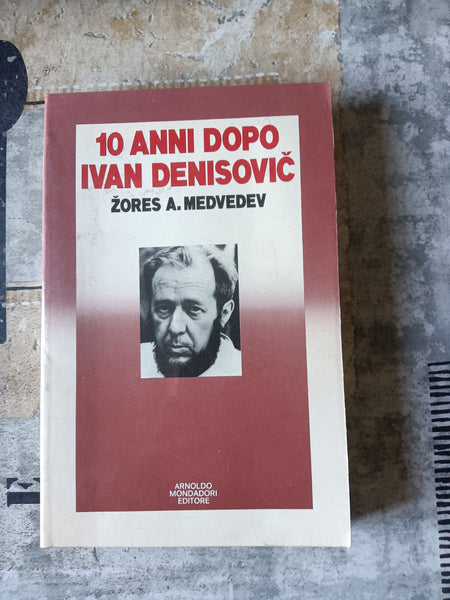 10 ANNI DOPO
IVAN DENISOVIČ
ŽORES A. MEDVEDEV
ARNOLDO
MONDADORI
EDITORE